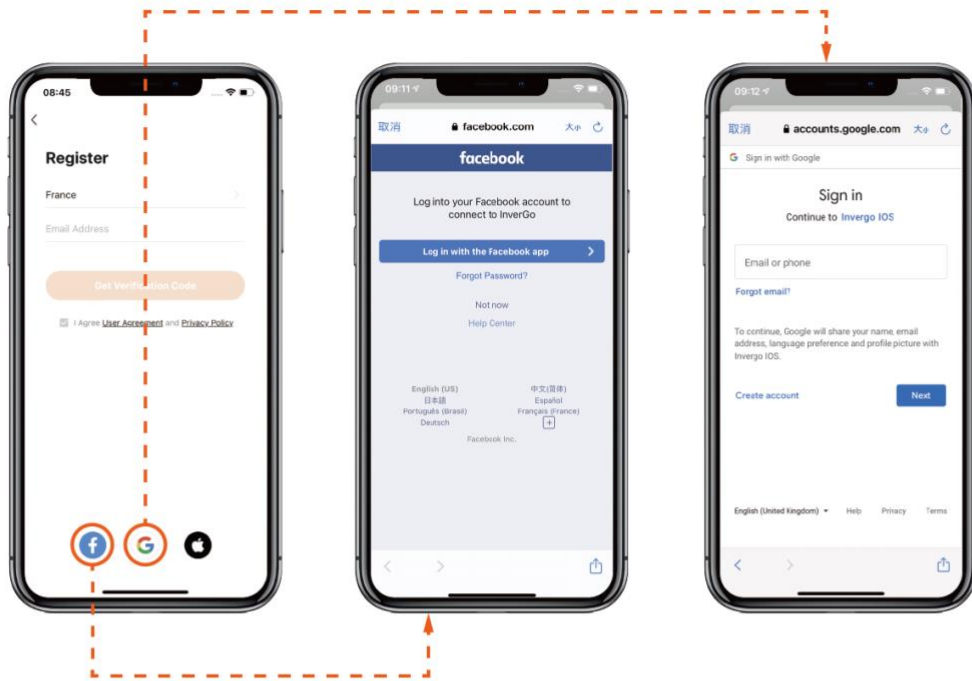 08:45
Register
France
Email Address
Get Verification Code
I Agree User Agreement and Privacy Policy
09:11
取消 facebook.com 大小
facebook
Log into your Facebook account to
connect to InverGo
Log in with the Facebook app
Forgot Password?
Not now
Help Center
English (US) 中文(简体)
日本語 Español
Português (Brasil) Français (France)
Deutsch
Facebook Inc.
09:12
取消 accounts.google.com 大小
Sign in with Google
Sign in
Continue to Invergo IOS
Email or phone
Forgot email?
To continue, Google will share your name, email
address, language preference and profile picture with
Invergo IOS.
Create account Next
English (United Kingdom) Help Privacy Terms